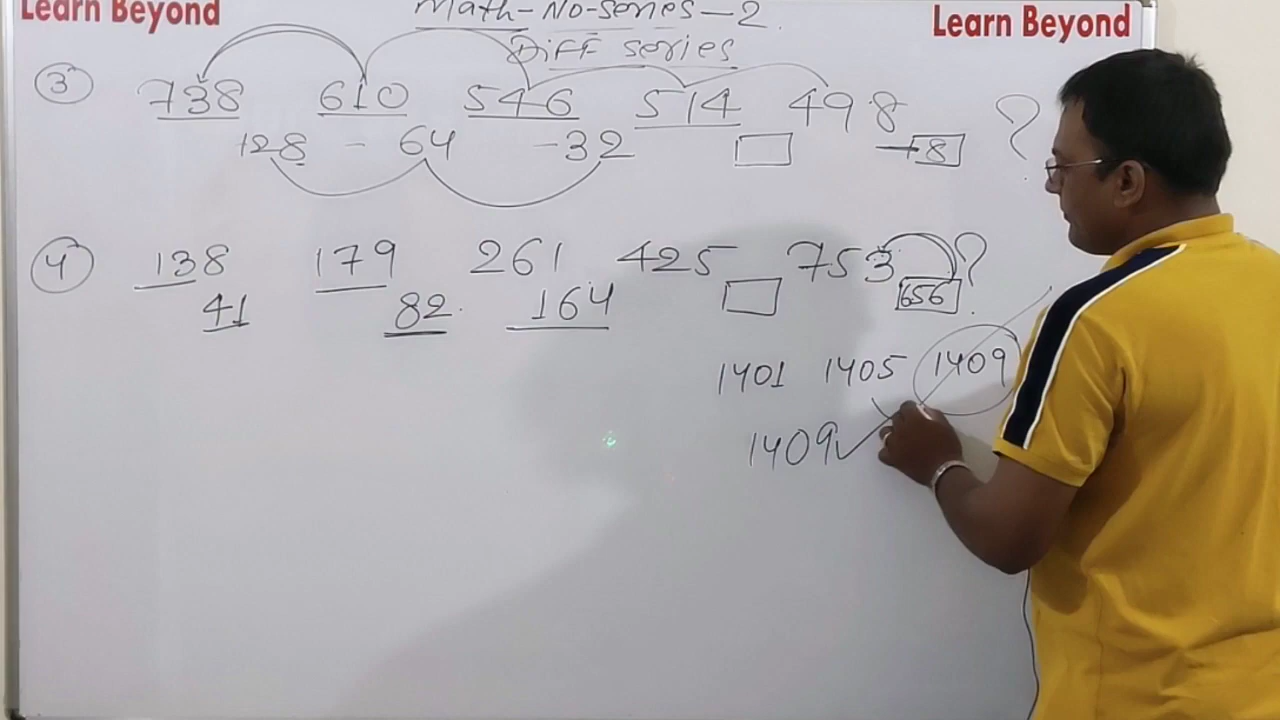 Learn Beyond
Math-No-series-2
Learn Beyond
Diff series
3 738 610 546 514 498 ?
128 - 64 - 32 8
4 138 179 261 425 753 ?
41 82 164 656
1401 1405 1409
1409